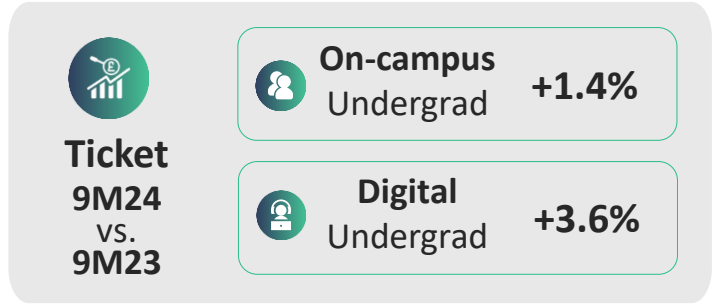 Ticket
9M24
vs.
9M23
On-campus
Undergrad
+1.4%
Digital
Undergrad
+3.6%